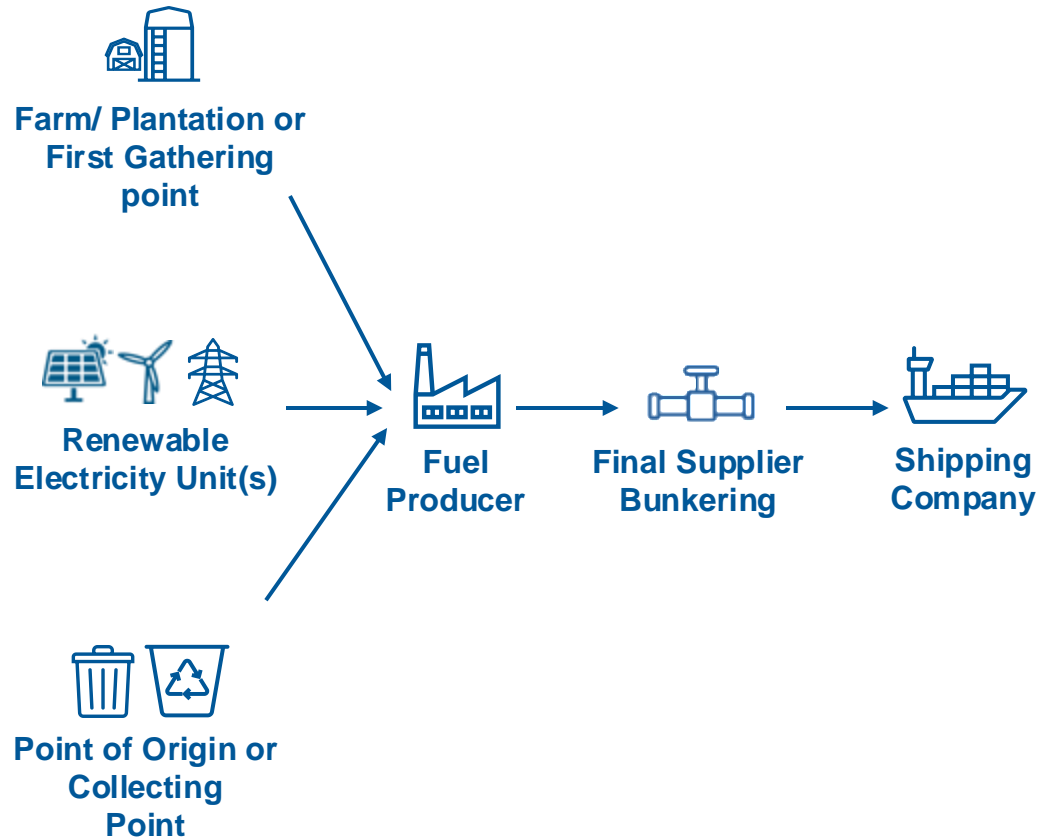 Farm/ Plantation or
First Gathering
point
Renewable
Electricity Unit(s)
Fuel
Producer
Final Supplier
Bunkering
Shipping
Company
Point of Origin or
Collecting
Point